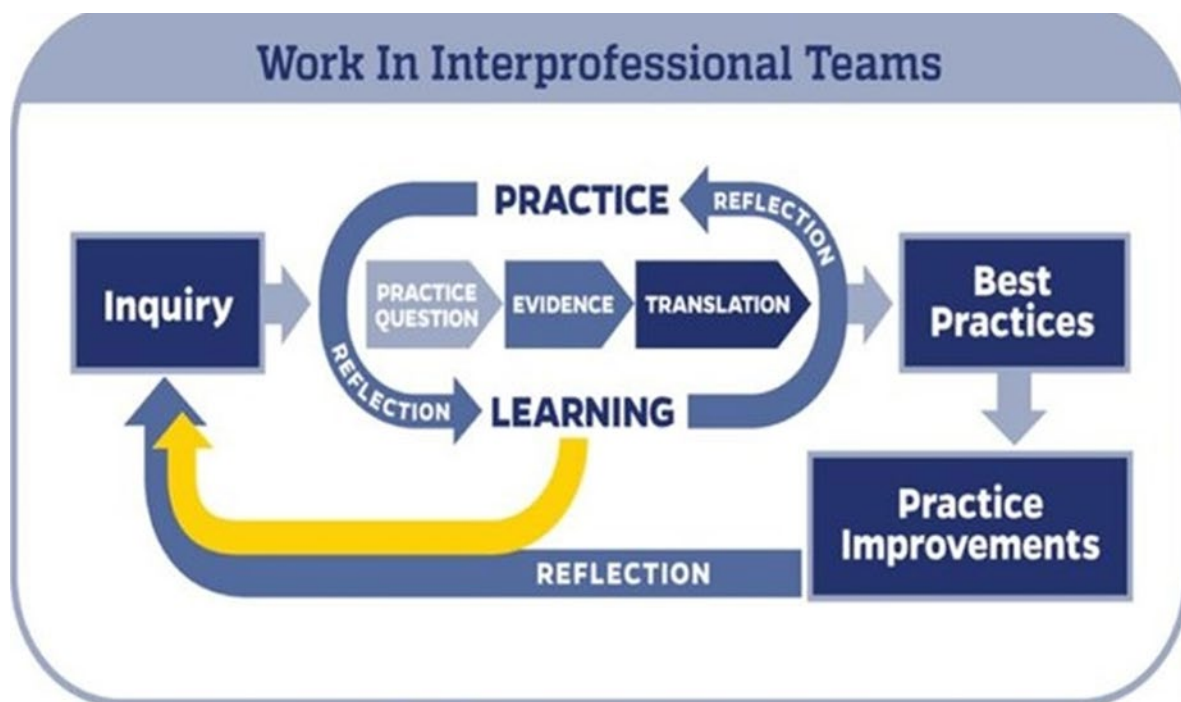 Work In Interprofessional Teams
PRACTICE
REFLECTION
Inquiry
PRACTICE
QUESTION
EVIDENCE
TRANSLATION
Best
Practices
REFLECTION
LEARNING
Practice
Improvements
REFLECTION